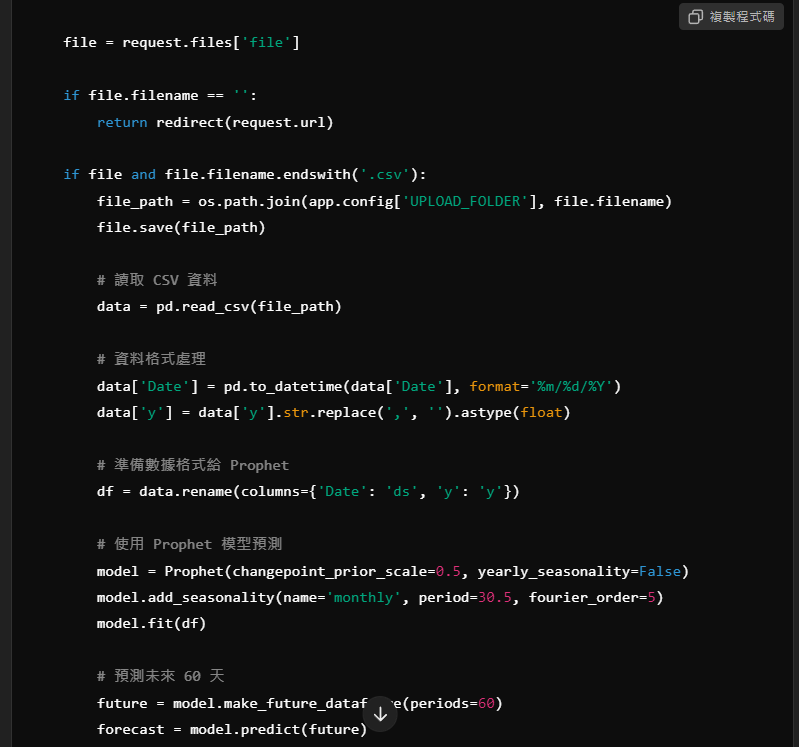 複製程式碼
file = request.files['file']
if file.filename == '':
return redirect(request.url)
if file and file.filename.endswith('.csv'):
file_path = os.path.join(app.config['UPLOAD_FOLDER'], file.filename)
file.save(file_path)
# 讀取 CSV 資料
data = pd.read_csv(file_path)
# 資料格式處理
data['Date'] = pd.to_datetime(data['Date'], format='%m/%d/%Y')
data['y'] = data['y'].str.replace(',', '').astype(float)
# 準備數據格式給 Prophet
df = data.rename(columns={'Date': 'ds', 'y': 'y'})
# 使用 Prophet 模型預測
model = Prophet(changepoint_prior_scale=0.5, yearly_seasonality=False)
model.add_seasonality(name='monthly', period=30.5, fourier_order=5)
model.fit(df)
# 預測未來 60 天
future = (periods=60)
forecast = model.predict(future)